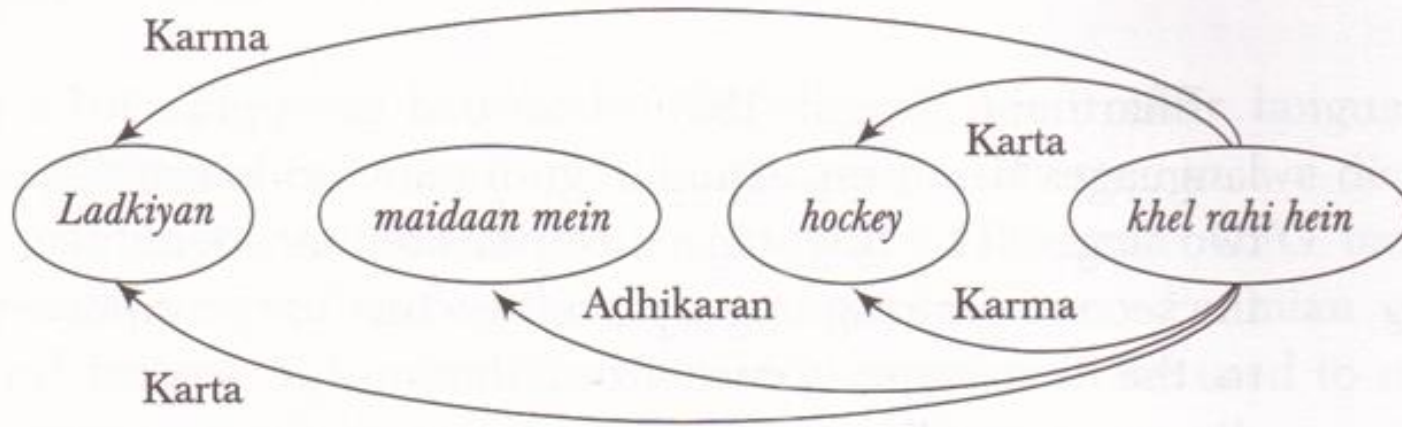 Karma
Karta
Ladkiyan maidaan mein hockey khel rahi hein
Adhikaran Karma
Karta